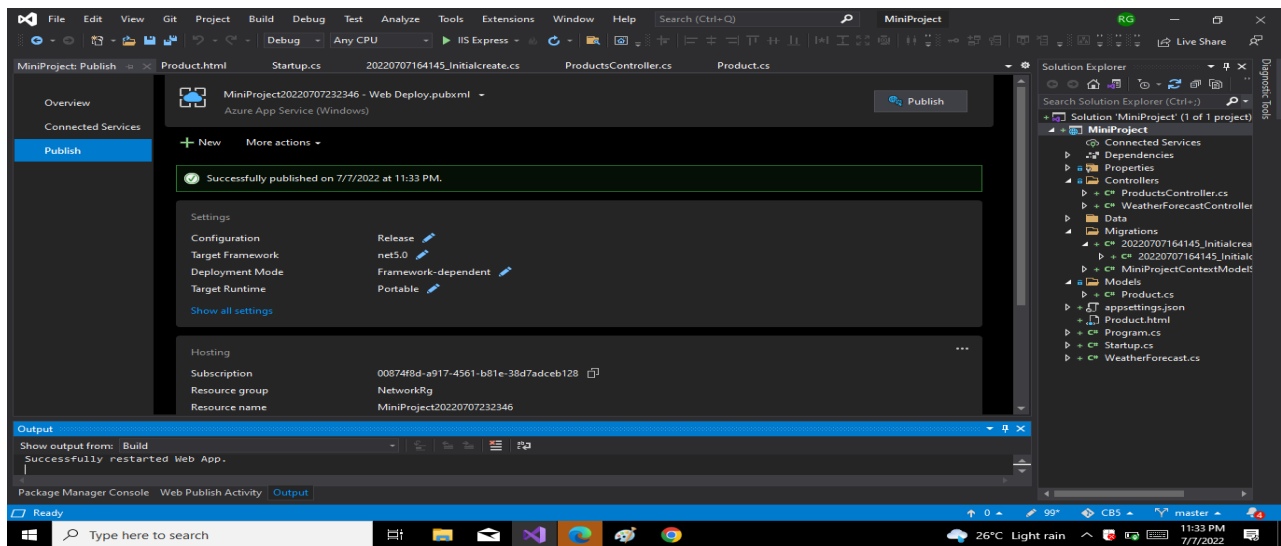 File Edit View Git Project Build Debug Test Analyze Tools Extensions Window Help Search (Ctrl+Q) MiniProject RG
Debug Any CPU IIS Express Live Share
MiniProject: Publish Product.html Startup.cs 20220707164145_Initialcreate.cs ProductsController.cs Product.cs
Overview
Connected Services
Publish
MiniProject20220707232346 - Web Deploy.pubxml
Azure App Service (Windows)
Publish
New More actions
Successfully published on 7/7/2022 at 11:33 PM.
Settings
Configuration Release
Target Framework net5.0
Deployment Mode Framework-dependent
Target Runtime Portable
Show all settings
Hosting
Subscription 00874f8d-a917-4561-b81e-38d7adceb128
Resource group NetworkRg
Resource name MiniProject20220707232346
Solution Explorer
Search Solution Explorer (Ctrl+;)
Solution 'MiniProject' (1 of 1 project)
MiniProject
Connected Services
Dependencies
Properties
Controllers
C# ProductsController.cs
C# WeatherForecastController
Data
Migrations
C# 20220707164145_Initialcrea
C# 20220707164145_Initialc
C# MiniProjectContextModelS
Models
C# Product.cs
appsettings.json
Product.html
C# Program.cs
C# Startup.cs
C# WeatherForecast.cs
Diagnostic Tools
Output
Show output from: Build
Successfully restarted Web App.
Package Manager Console Web Publish Activity Output
Ready 0 99+ CB5 master 4
Type here to search 26°C Light rain 11:33 PM
7/7/2022